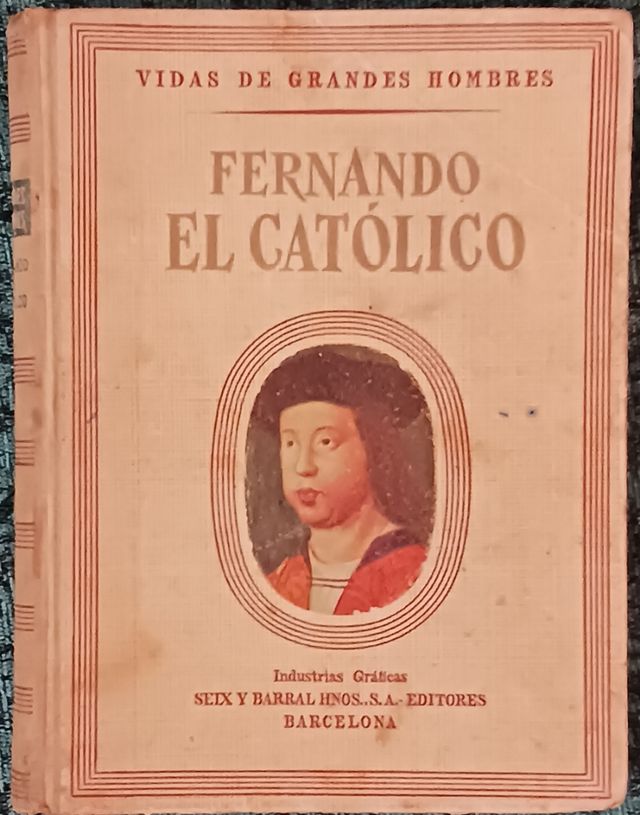 VIDAS DE GRANDES HOMBRES
FERNANDO
EL CATÓLICO
Industrias Gráficas
SEIX Y BARRAL HNOS., S. A.- EDITORES
BARCELONA